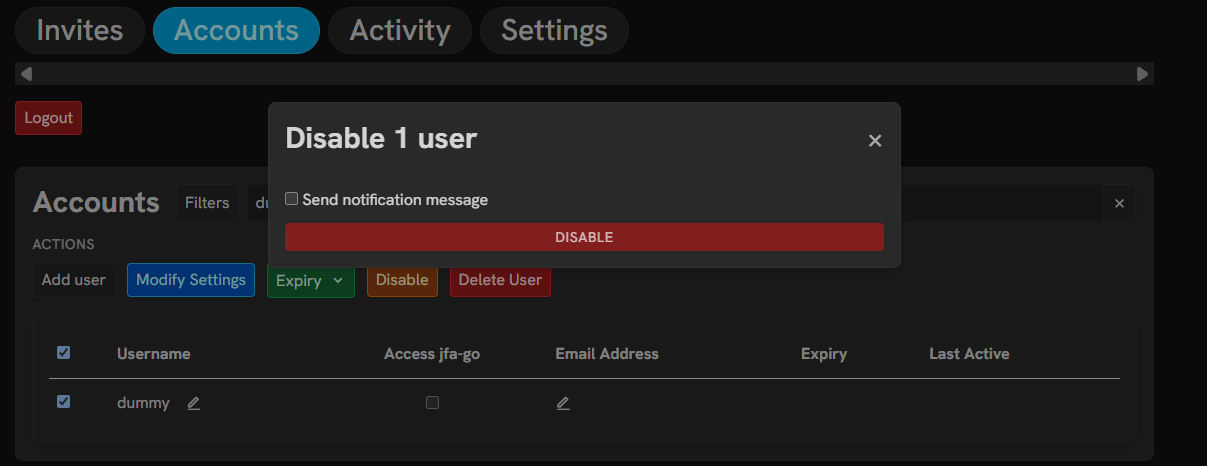 Invites Accounts Activity Settings
Logout
Disable 1 user
Send notification message
DISABLE
Accounts Filters du
ACTIONS
Add user Modify Settings Expiry Disable Delete User
Username Access jfa-go Email Address Expiry Last Active
dummy